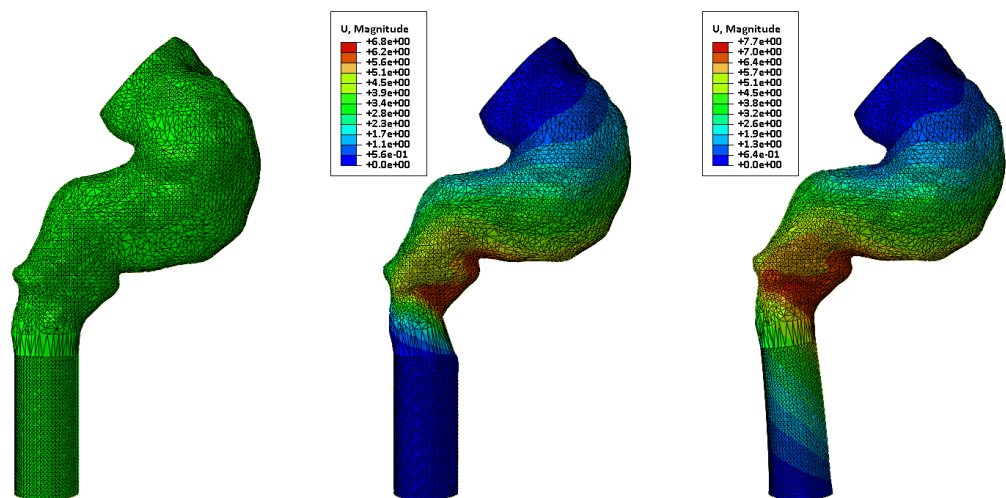 U, Magnitude
+6.8e+00
+6.2e+00
+5.6e+00
+5.1e+00
+4.5e+00
+3.9e+00
+3.4e+00
+2.8e+00
+2.3e+00
+1.7e+00
+1.1e+00
+5.6e-01
+0.0e+00
U, Magnitude
+7.7e+00
+7.0e+00
+6.4e+00
+5.7e+00
+5.1e+00
+4.5e+00
+3.8e+00
+3.2e+00
+2.6e+00
+1.9e+00
+1.3e+00
+6.4e-01
+0.0e+00